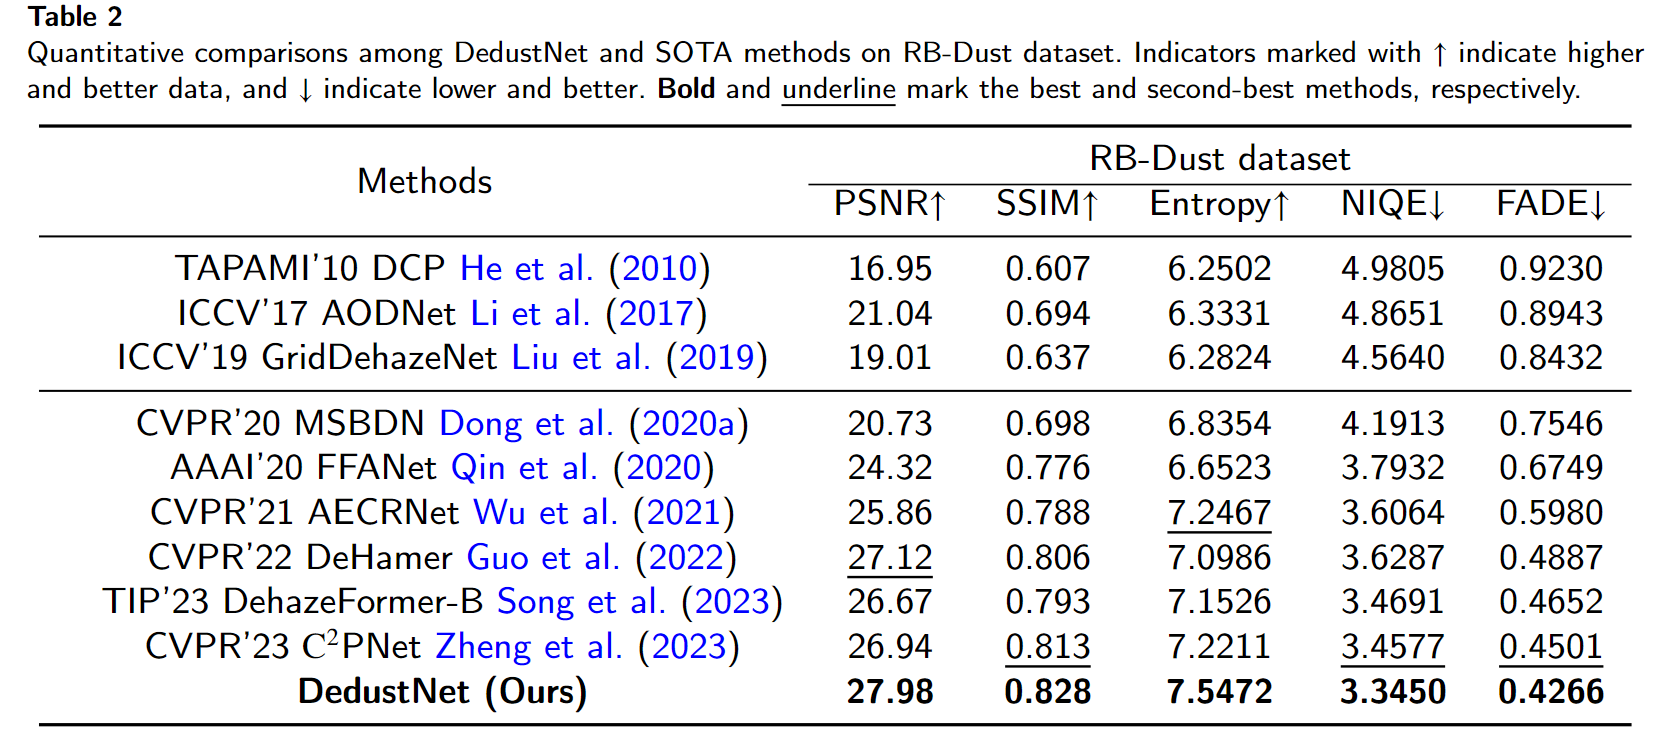 Table 2
Quantitative comparisons among DedustNet and SOTA methods on RB-Dust dataset. Indicators marked with ↑ indicate higher
and better data, and ↓ indicate lower and better. Bold and underline mark the best and second-best methods, respectively.
Methods RB-Dust dataset
PSNR↑ SSIM↑ Entropy↑ NIQE↓ FADE↓
TAPAMI'10 DCP He et al. (2010) 16.95 0.607 6.2502 4.9805 0.9230
ICCV'17 AODNet Li et al. (2017) 21.04 0.694 6.3331 4.8651 0.8943
ICCV'19 GridDehazeNet Liu et al. (2019) 19.01 0.637 6.2824 4.5640 0.8432
CVPR'20 MSBDN Dong et al. (2020a) 20.73 0.698 6.8354 4.1913 0.7546
AAAI'20 FFANet Qin et al. (2020) 24.32 0.776 6.6523 3.7932 0.6749
CVPR'21 AECRNet Wu et al. (2021) 25.86 0.788 7.2467 3.6064 0.5980
CVPR'22 DeHamer Guo et al. (2022) 27.12 0.806 7.0986 3.6287 0.4887
TIP'23 DehazeFormer-B Song et al. (2023) 26.67 0.793 7.1526 3.4691 0.4652
CVPR'23 C²PNet Zheng et al. (2023) 26.94 0.813 7.2211 3.4577 0.4501
DedustNet (Ours) 27.98 0.828 7.5472 3.3450 0.4266